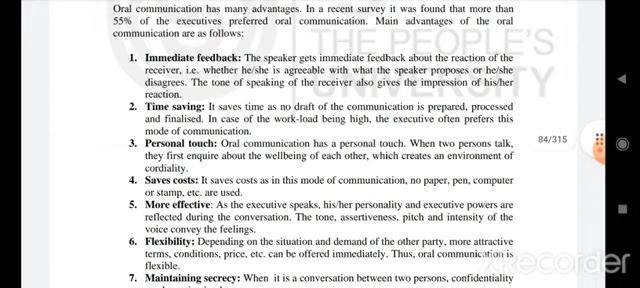 Oral communication has many advantages. In a recent survey it was found that more than
55% of the executives preferred oral communication. Main advantages of the oral
communication are as follows:
THE PEOPLE'S
UNIVERSITY
1. Immediate feedback: The speaker gets immediate feedback about the reaction of the
receiver, i.e. whether he/she is agreeable with what the speaker proposes or he/she
disagrees. The tone of speaking of the receiver also gives the impression of his/her
reaction.
2. Time saving: It saves time as no draft of the communication is prepared, processed
and finalised. In case of the work-load being high, the executive often prefers this
mode of communication.
84/315
3. Personal touch: Oral communication has a personal touch. When two persons talk,
they first enquire about the wellbeing of each other, which creates an environment of
cordiality.
4. Saves costs: It saves costs as in this mode of communication, no paper, pen, computer
or stamp, etc. are used.
5. More effective: As the executive speaks, his/her personality and executive powers are
reflected during the conversation. The tone, assertiveness, pitch and intensity of the
voice convey the feelings.
6. Flexibility: Depending on the situation and demand of the other party, more attractive
terms, conditions, price, etc. can be offered immediately. Thus, oral communication is
flexible.
XRecorder
7. Maintaining secrecy: When it is a conversation between two persons, confidentiality